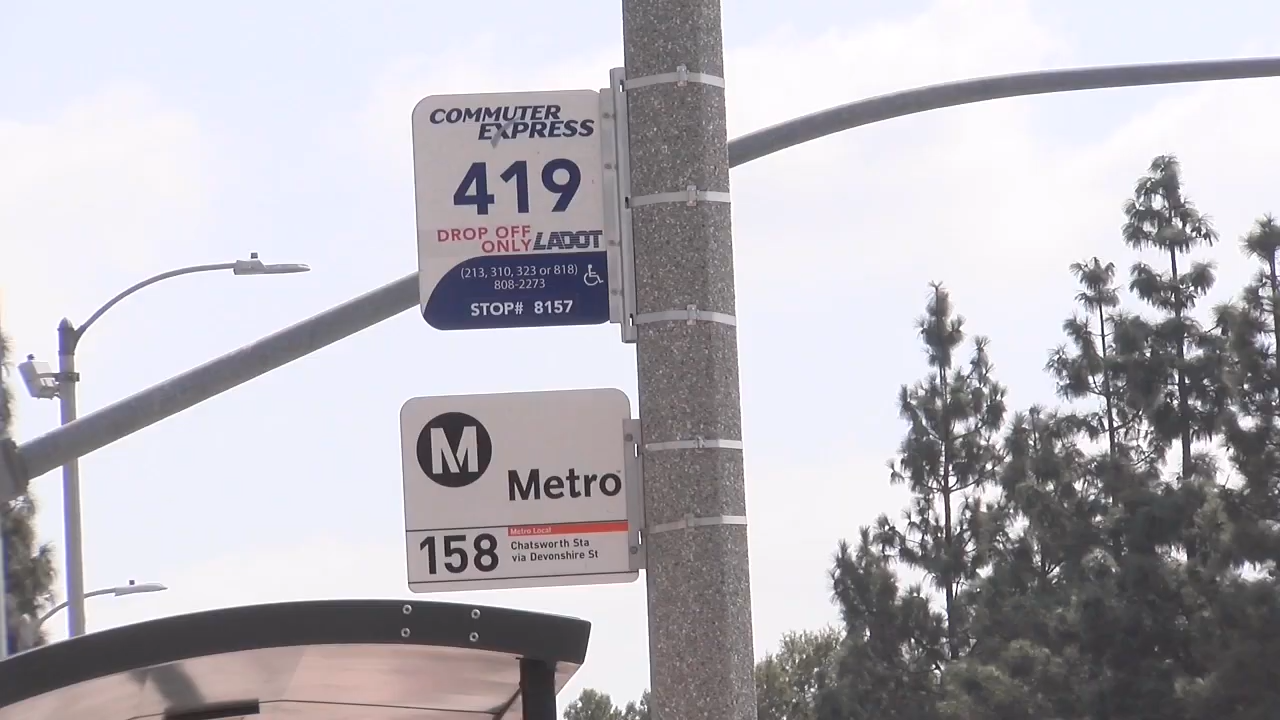 COMMUTER
EXPRESS
419
DROP OFF
ONLY LADOT
(213, 310, 323 or 818)
808-2273
STOP# 8157
M
Metro
Metro Local
158
Chatsworth Sta
via Devonshire St